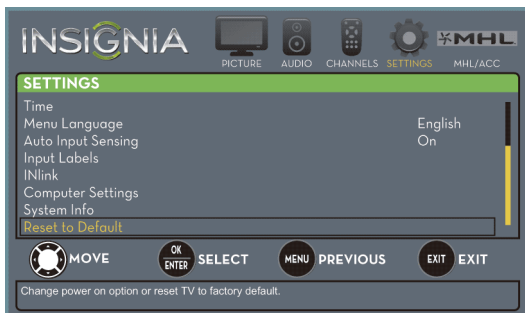 INSIGNIA
PICTURE AUDIO CHANNELS SETTINGS MHL/ACC
MHL
SETTINGS
Time
Menu Language English
Auto Input Sensing On
Input Labels
INlink
Computer Settings
System Info
Reset to Default
MOVE OK ENTER SELECT MENU PREVIOUS EXIT EXIT
Change power on option or reset TV to factory default.